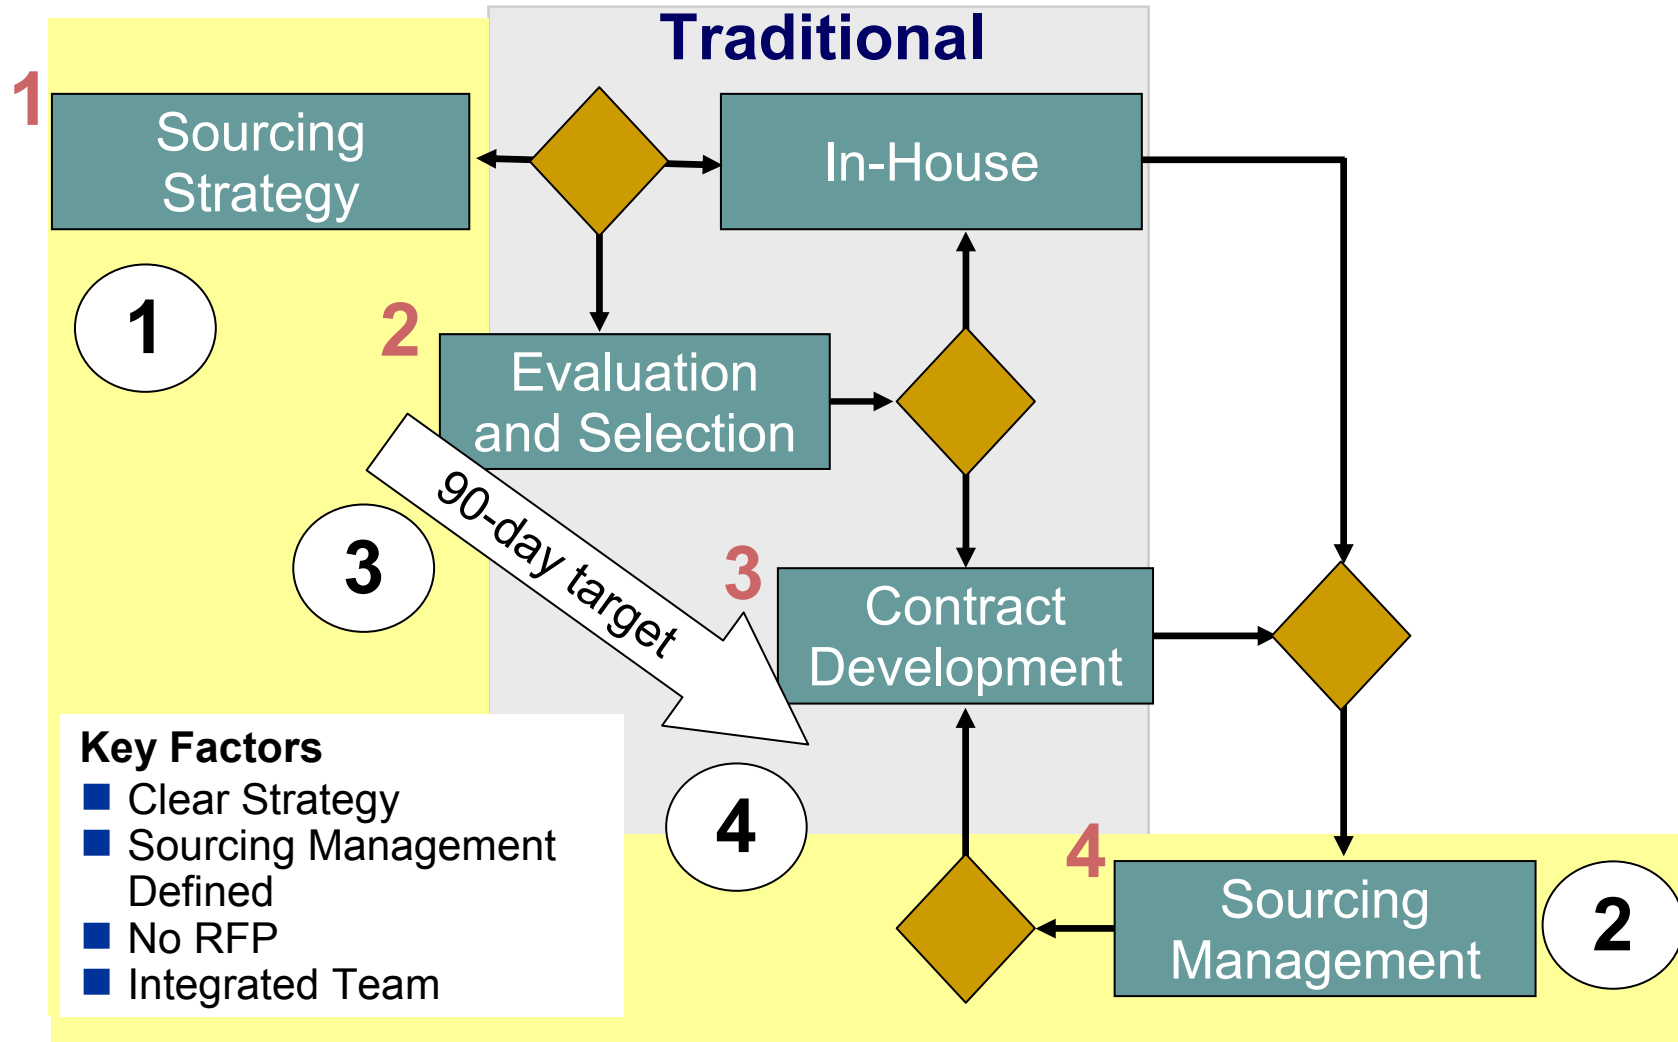 Traditional
1
Sourcing
Strategy
In-House
1
2
Evaluation
and Selection
90-day target
3
3
Contract
Development
Key Factors
Clear Strategy
Sourcing Management
Defined
No RFP
Integrated Team
4
4
Sourcing
Management
2